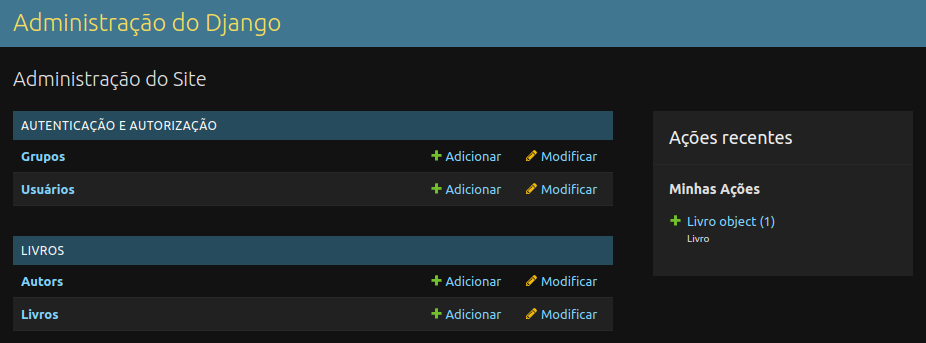 Administração do Django
Administração do Site
AUTENTICAÇÃO E AUTORIZAÇÃO
Grupos Adicionar Modificar
Usuários Adicionar Modificar
LIVROS
Autors Adicionar Modificar
Livros Adicionar Modificar
Ações recentes
Minhas Ações
Livro object (1)
Livro